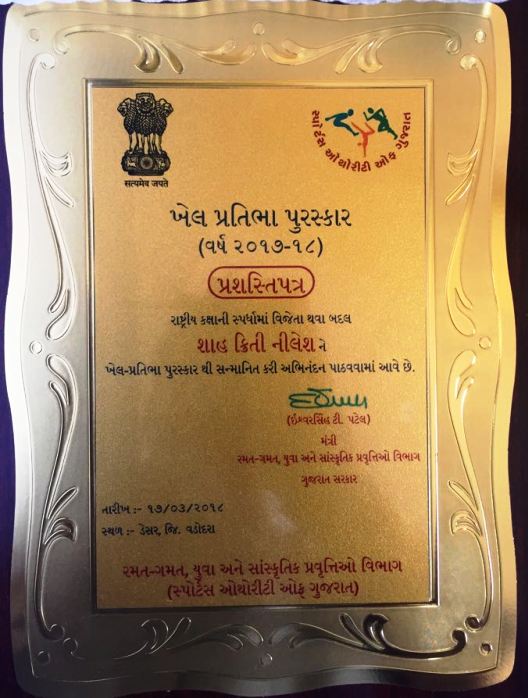 सत्यमेव जयते
સ્પોર્ટ્સ ઓથોરીટી ઓફ ગુજરાત
ખેલ પ્રતિભા પુરસ્કાર
(વર્ષ ૨૦૧૭-૧૮)
પ્રશસ્તિપત્ર
રાષ્ટ્રીય કક્ષાની સ્પર્ધામાં વિજેતા થવા બદલ
શાહ ક્રિતી નીલેશ ને
ખેલ-પ્રતિભા પુરસ્કાર થી સન્માનિત કરી અભિનંદન પાઠવવામાં આવે છે.
(ઇશ્વરસિંહ ટી. પટેલ)
મંત્રી
રમત-ગમત, યુવા અને સાંસ્કૃતિક પ્રવૃત્તિઓ વિભાગ
ગુજરાત સરકાર
તારીખ :- ૧૭/૦૩/૨૦૧૮
સ્થળ :- ડેસર, જિ. વડોદરા
રમત-ગમત, યુવા અને સાંસ્કૃતિક પ્રવૃત્તિઓ વિભાગ
(સ્પોર્ટસ ઓથોરીટી ઓફ ગુજરાત)